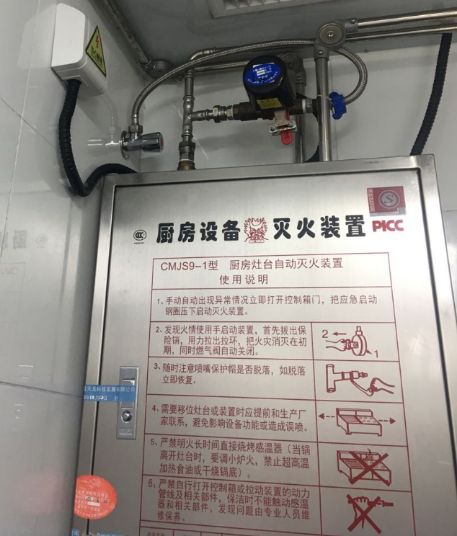 厨房设备 灭火装置 PICC
CMJS9-1型 厨房灶台自动灭火装置
使用说明
1、手动自动出现异常情况立即打开控制箱门，把应急启动
钢圈压下启动灭火装置。
2、发现火情使用手启动装置，首先拔出保
险销，用力拉出拉环，把火灾消灭在初
期，同时燃气阀自动关闭。
2
1
3、随时注意喷嘴保护帽是否脱落，如脱落
立即恢复。
4、需要移位灶台或装置时应提前和生产厂
家联系，避免影响设备功能或造成误喷。
5、严禁明火长时间直接烧烤感温器（当锅
离开灶台时，要调小炉火，禁止超高温
加热食油或干烧锅底）。
6、严禁自行打开控制箱或拉动装置的动力
管线及相关部件，保洁时不能触动感温
器和相关部件，发现问题由专业人员维
修保养。